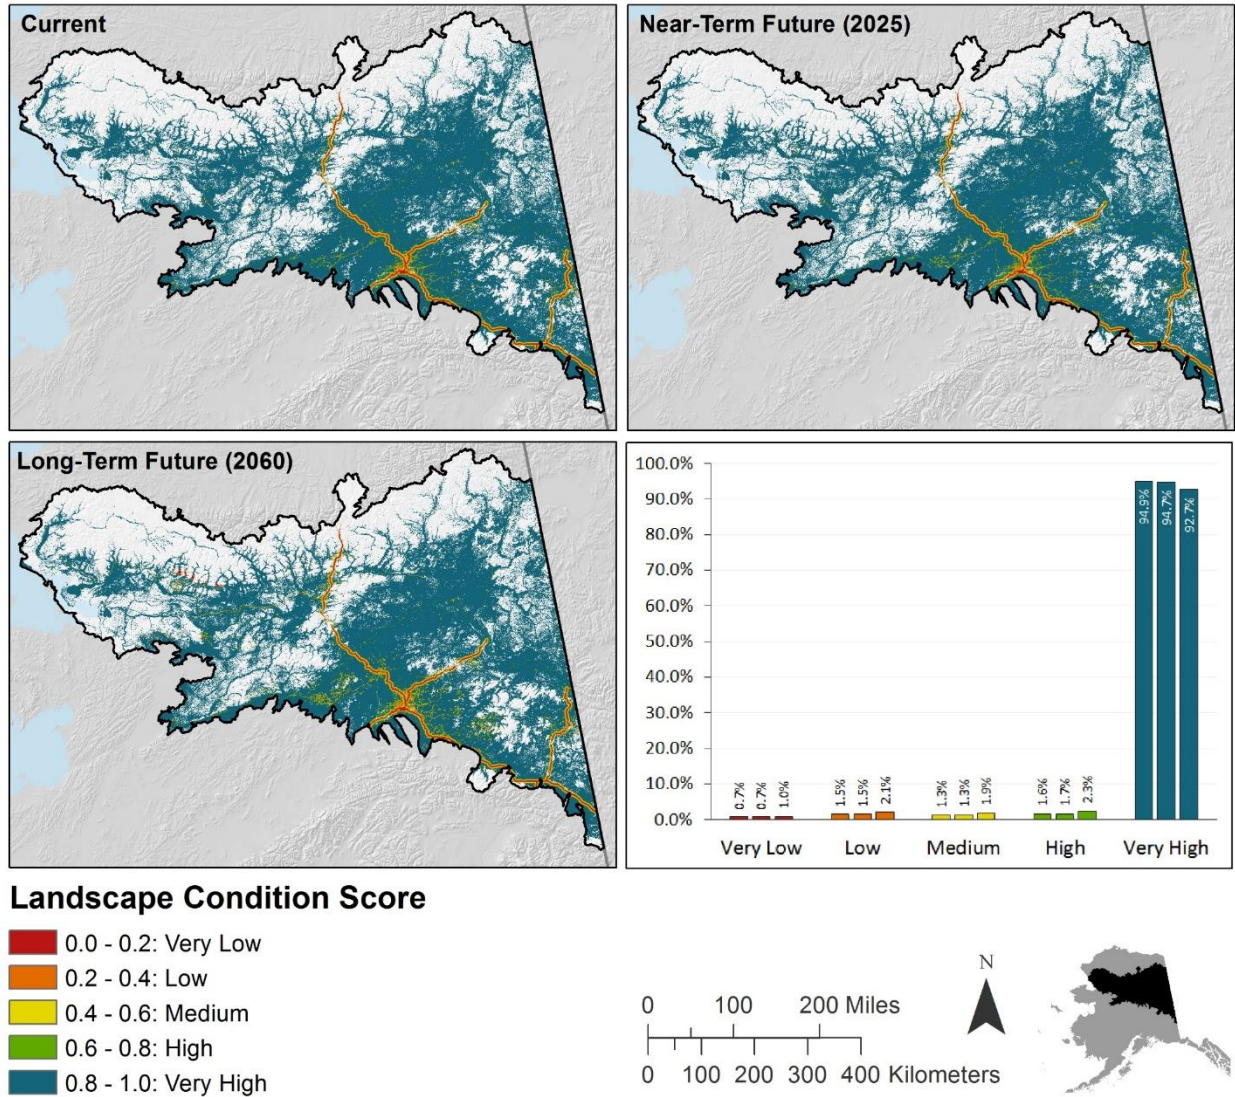 Current
Near-Term Future (2025)
Long-Term Future (2060)
100.0%
90.0%
80.0%
70.0%
60.0%
50.0%
40.0%
30.0%
20.0%
10.0%
0.0%
0.7% 0.7% 1.0% 1.5% 1.5% 2.1% 1.3% 1.3% 1.9% 1.6% 1.7% 2.3% 94.9% 94.7% 92.7%
Very Low Low Medium High Very High
Landscape Condition Score
0.0 - 0.2: Very Low
0.2 - 0.4: Low
0.4 - 0.6: Medium
0.6 - 0.8: High
0.8 - 1.0: Very High
0 100 200 Miles
0 100 200 300 400 Kilometers
N